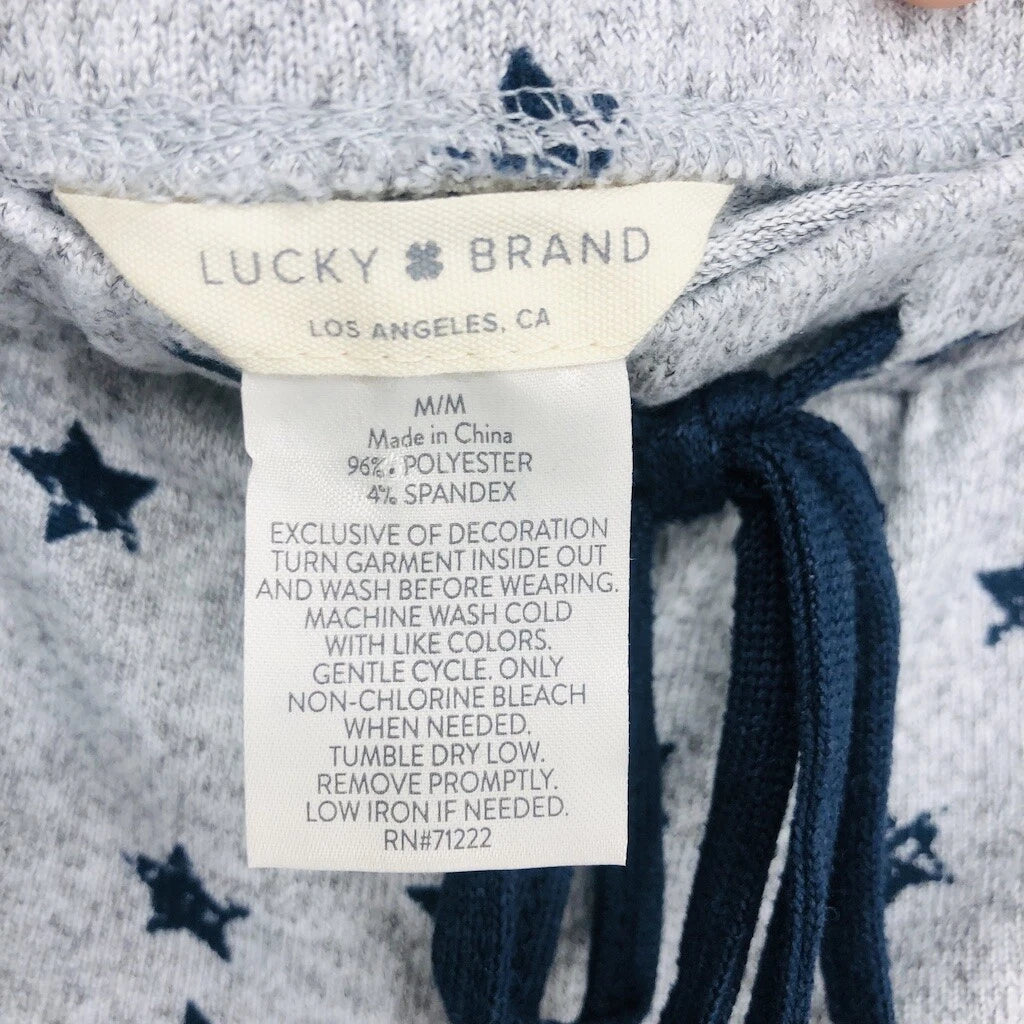 LUCKY BRAND
LOS ANGELES, CA
M/M
Made in China
96% POLYESTER
4% SPANDEX
EXCLUSIVE OF DECORATION
TURN GARMENT INSIDE OUT
AND WASH BEFORE WEARING.
MACHINE WASH COLD
WITH LIKE COLORS.
GENTLE CYCLE. ONLY
NON-CHLORINE BLEACH
WHEN NEEDED.
TUMBLE DRY LOW.
REMOVE PROMPTLY.
LOW IRON IF NEEDED.
RN#71222